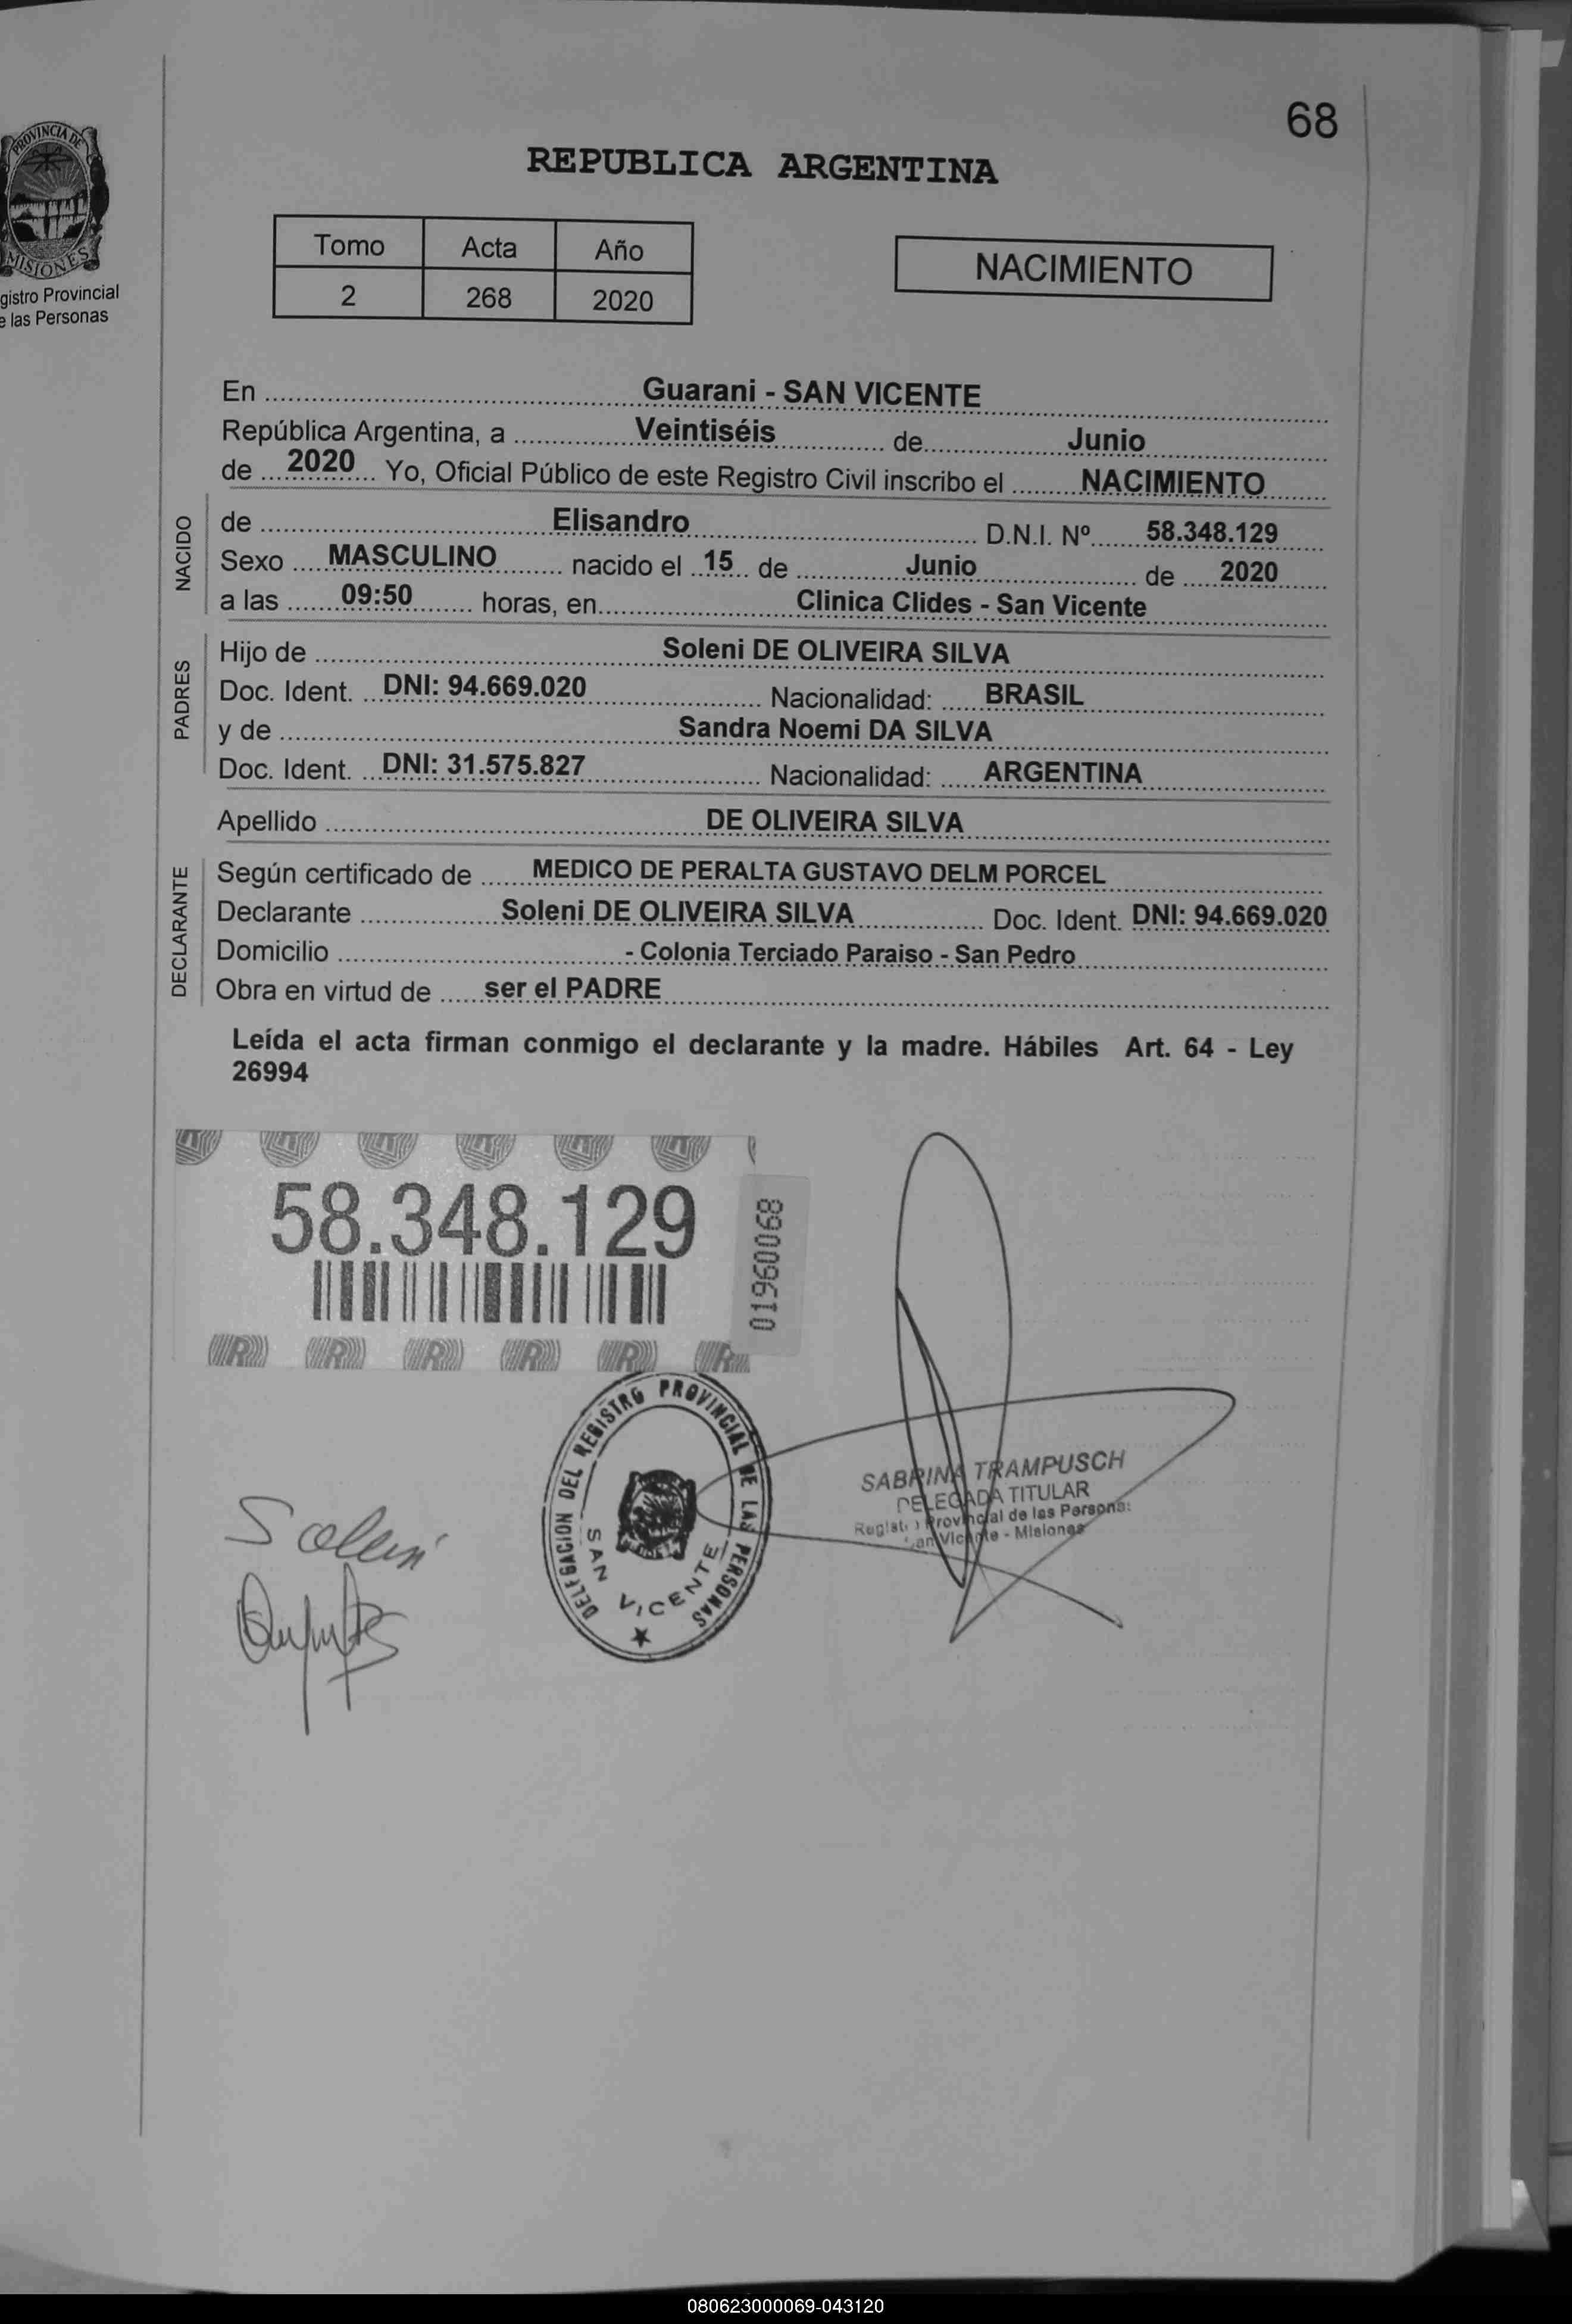 68
PROVINCIA DE
MISIONES
gistro Provincial
e las Personas
REPUBLICA ARGENTINA
Tomo Acta Año
2 268 2020
NACIMIENTO
En Guarani - SAN VICENTE
República Argentina, a Veintiséis de Junio
de 2020 Yo, Oficial Público de este Registro Civil inscribo el NACIMIENTO
NACIDO
de Elisandro D.N.I. Nº 58.348.129
Sexo MASCULINO nacido el 15 de Junio de 2020
a las 09:50 horas, en Clinica Clides - San Vicente
PADRES
Hijo de Soleni DE OLIVEIRA SILVA
Doc. Ident. DNI: 94.669.020 Nacionalidad: BRASIL
y de Sandra Noemi DA SILVA
Doc. Ident. DNI: 31.575.827 Nacionalidad: ARGENTINA
Apellido DE OLIVEIRA SILVA
DECLARANTE
Según certificado de MEDICO DE PERALTA GUSTAVO DELM PORCEL
Declarante Soleni DE OLIVEIRA SILVA Doc. Ident. DNI: 94.669.020
Domicilio - Colonia Terciado Paraiso - San Pedro
Obra en virtud de ser el PADRE
Leída el acta firman conmigo el declarante y la madre. Hábiles Art. 64 - Ley
26994
58.348.129
01960068
DELEGACION DEL REGISTRO PROVINCIAL DE LAS PERSONAS
SAN VICENTE
SABRINA TRAMPUSCH
DELEGADA TITULAR
Provincial de las
- Misiones
Soleni
080623000069-043120